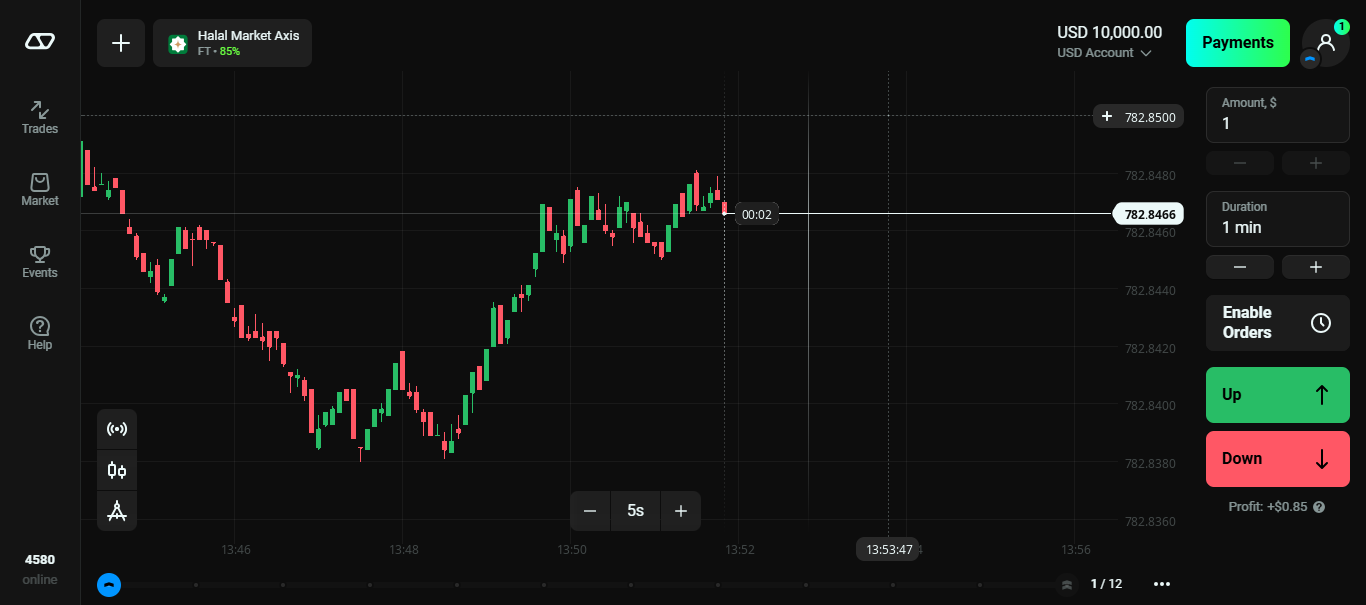 Halal Market Axis
FT • 85%
USD 10,000.00
USD Account
Payments
1
Trades
Market
Events
Help
4580
online
782.8500
782.8480
782.8466
782.8460
782.8440
782.8420
782.8400
782.8380
782.8360
00:02
5s
13:46
13:48
13:50
13:52
13:53:47
13:56
1 / 12
Amount, $
1
Duration
1 min
Enable
Orders
Up
Down
Profit: +$0.85